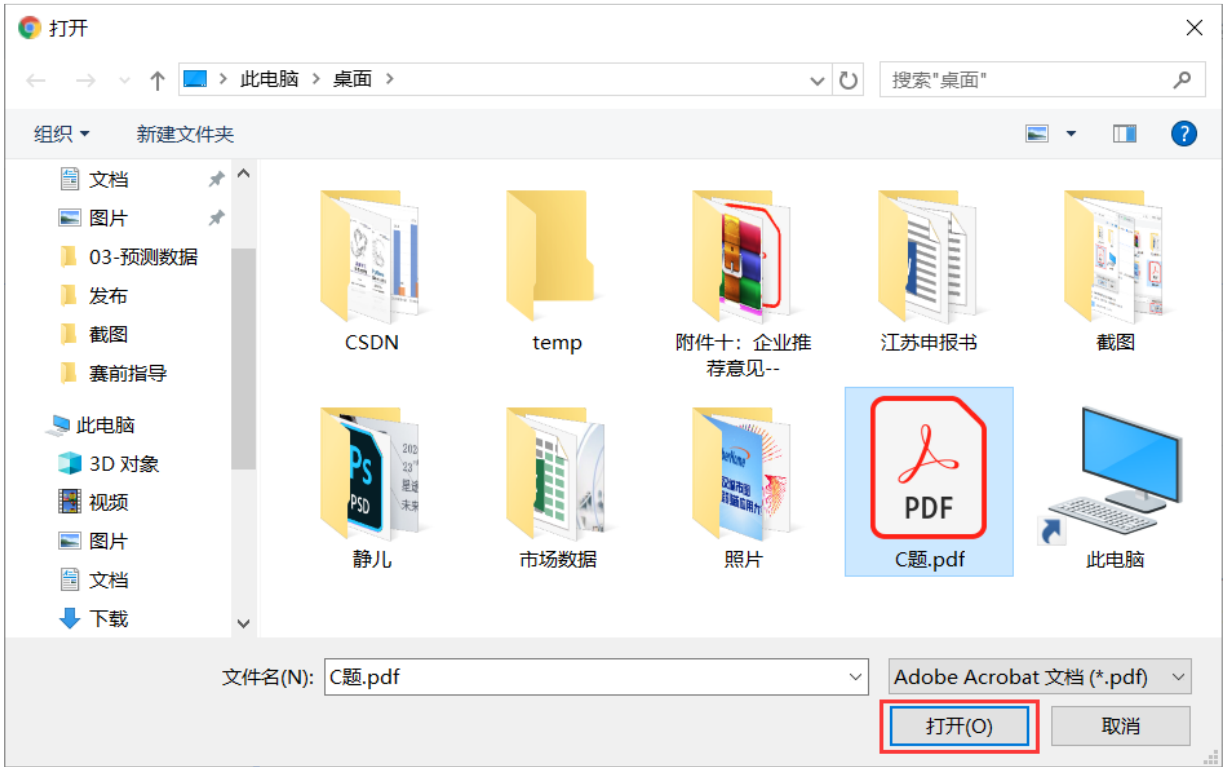 打开
此电脑 > 桌面 >
搜索"桌面"
组织
新建文件夹
?
文档
图片
03-预测数据
发布
截图
赛前指导
此电脑
3D 对象
视频
图片
文档
下载
CSDN
temp
附件十：企业推
荐意见--
江苏申报书
截图
PS
PSD
静儿
市场数据
照片
PDF
C题.pdf
此电脑
文件名(N):
C题.pdf
Adobe Acrobat 文档 (*.pdf)
打开(O)
取消